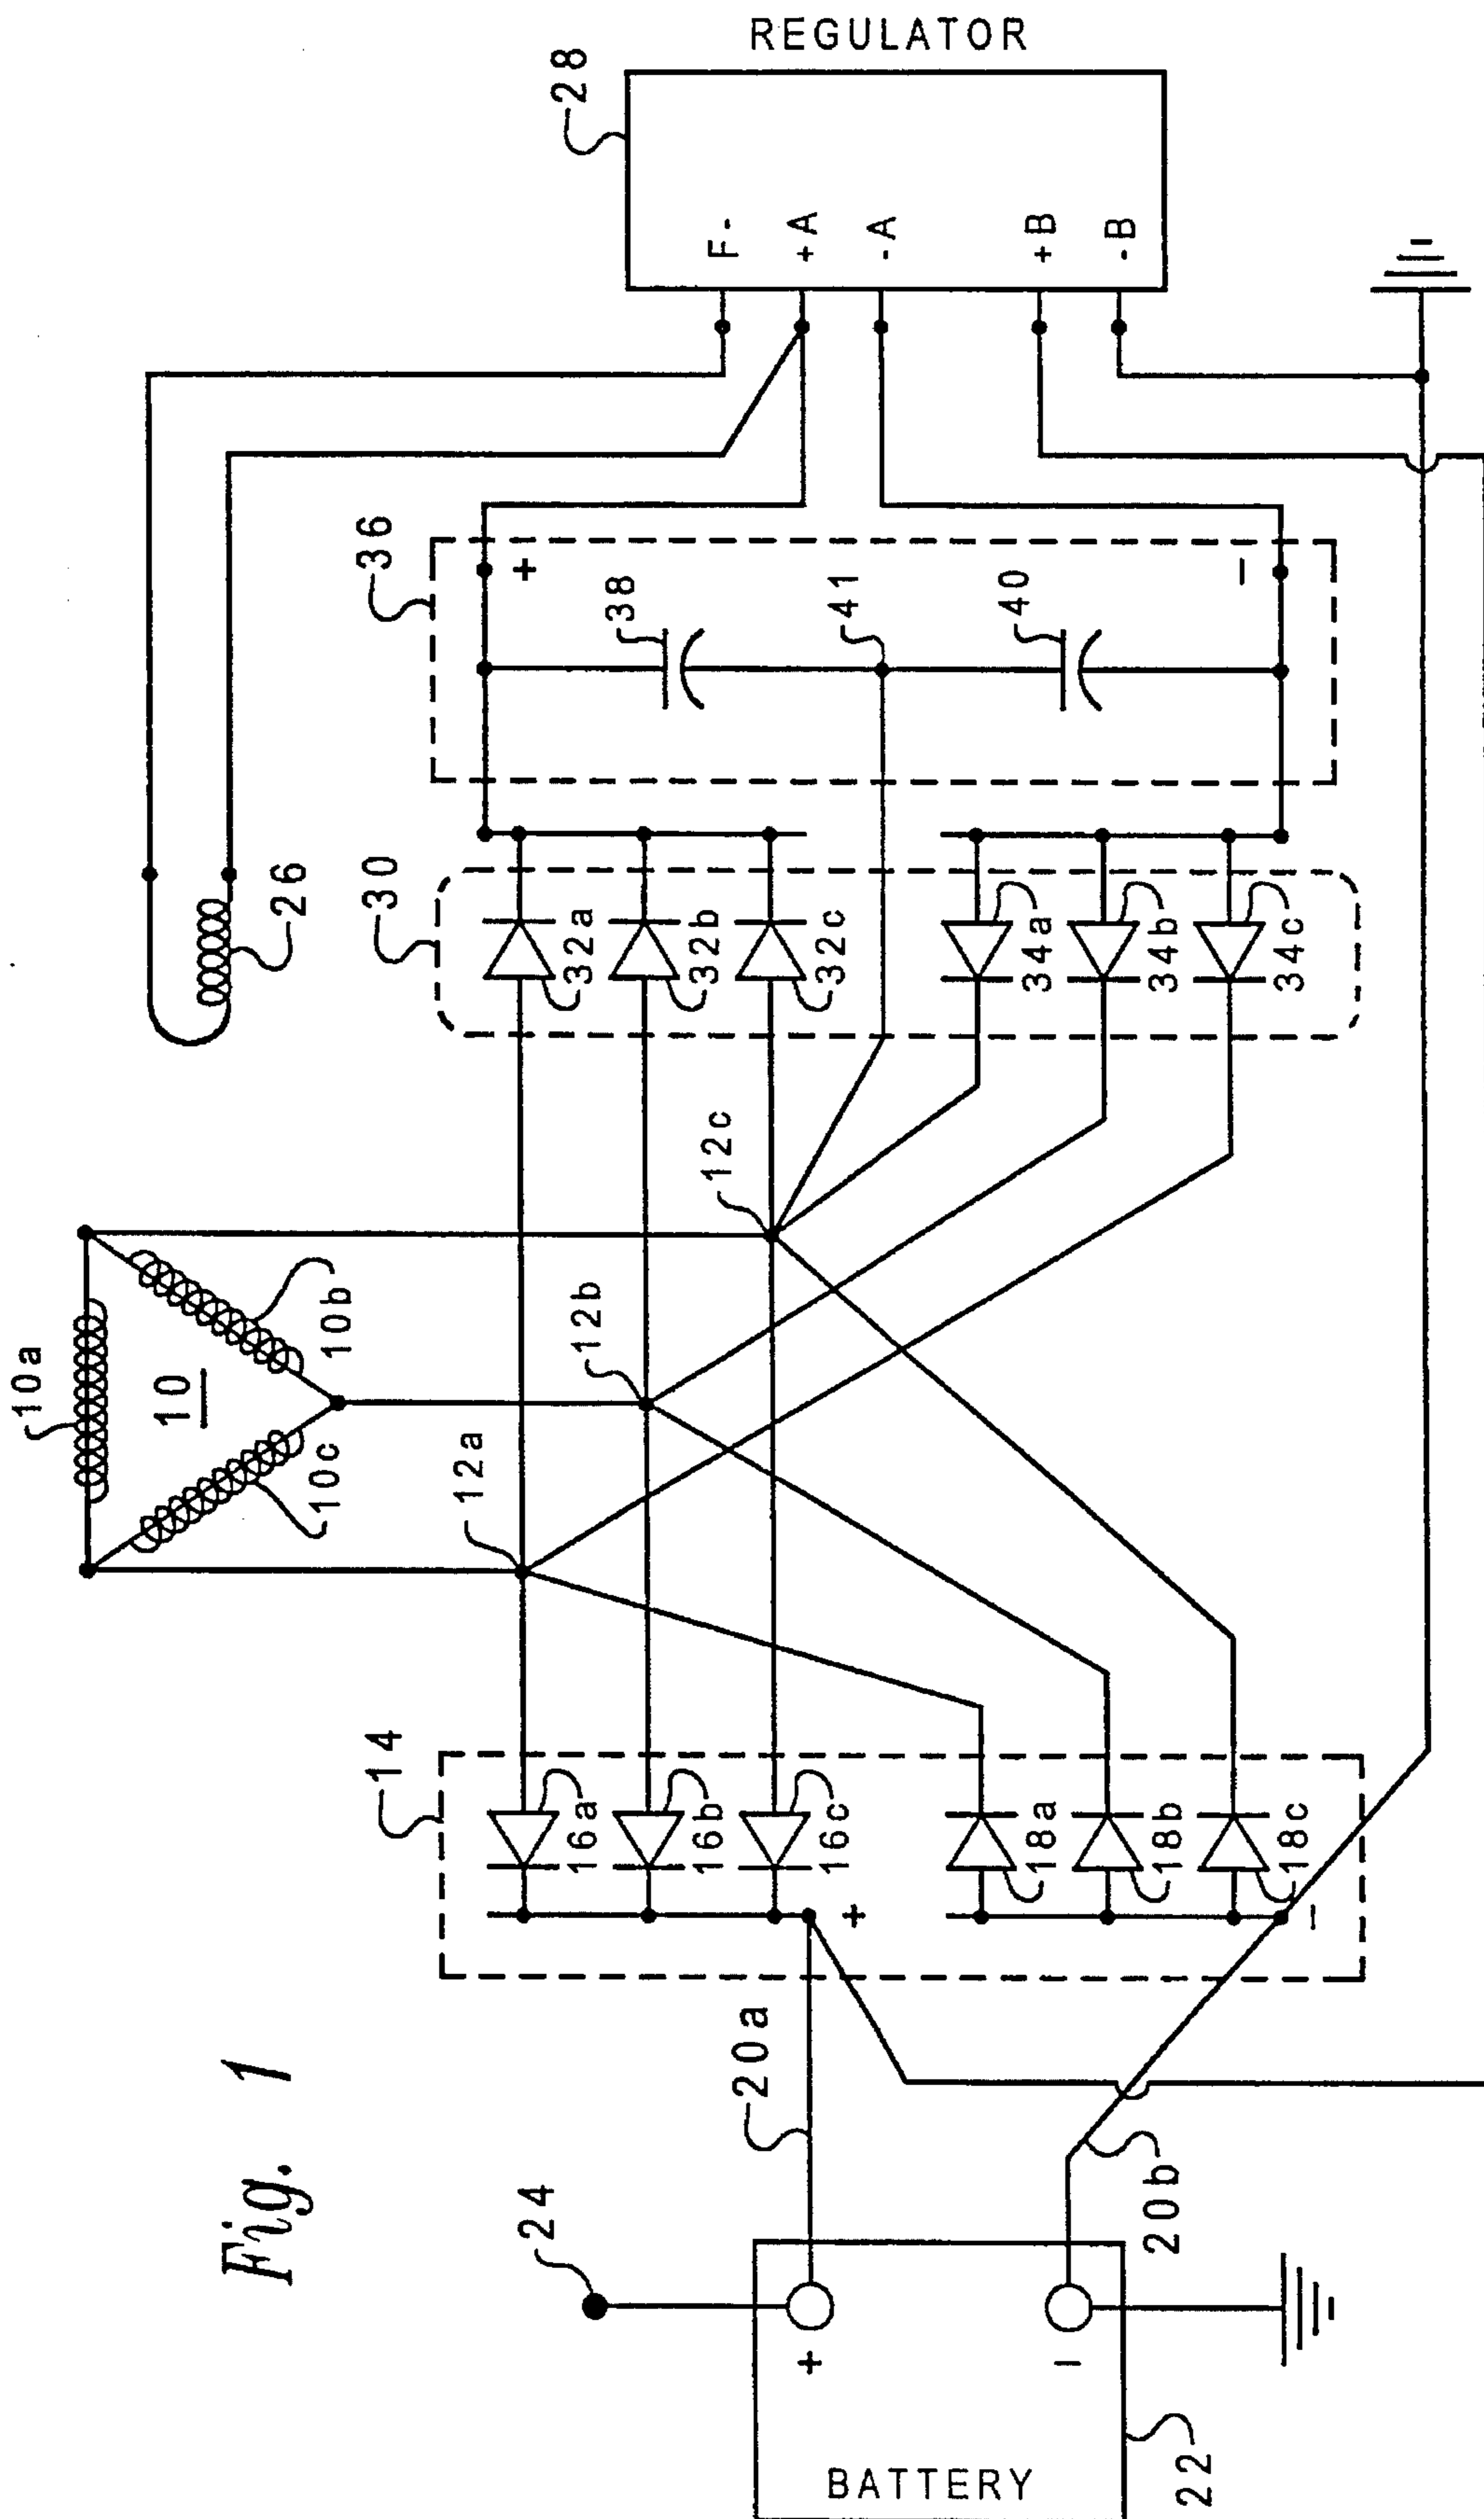 Fig. 1
REGULATOR
28
F-
+A
-A
+B
-B
36
+
38
41
40
−
26
30
32a
32b
32c
34a
34b
34c
12c
12b
12a
10a
10
10b
10c
14
16a
16b
16c
18a
18b
18c
+
−
20a
20b
24
+
−
BATTERY
22